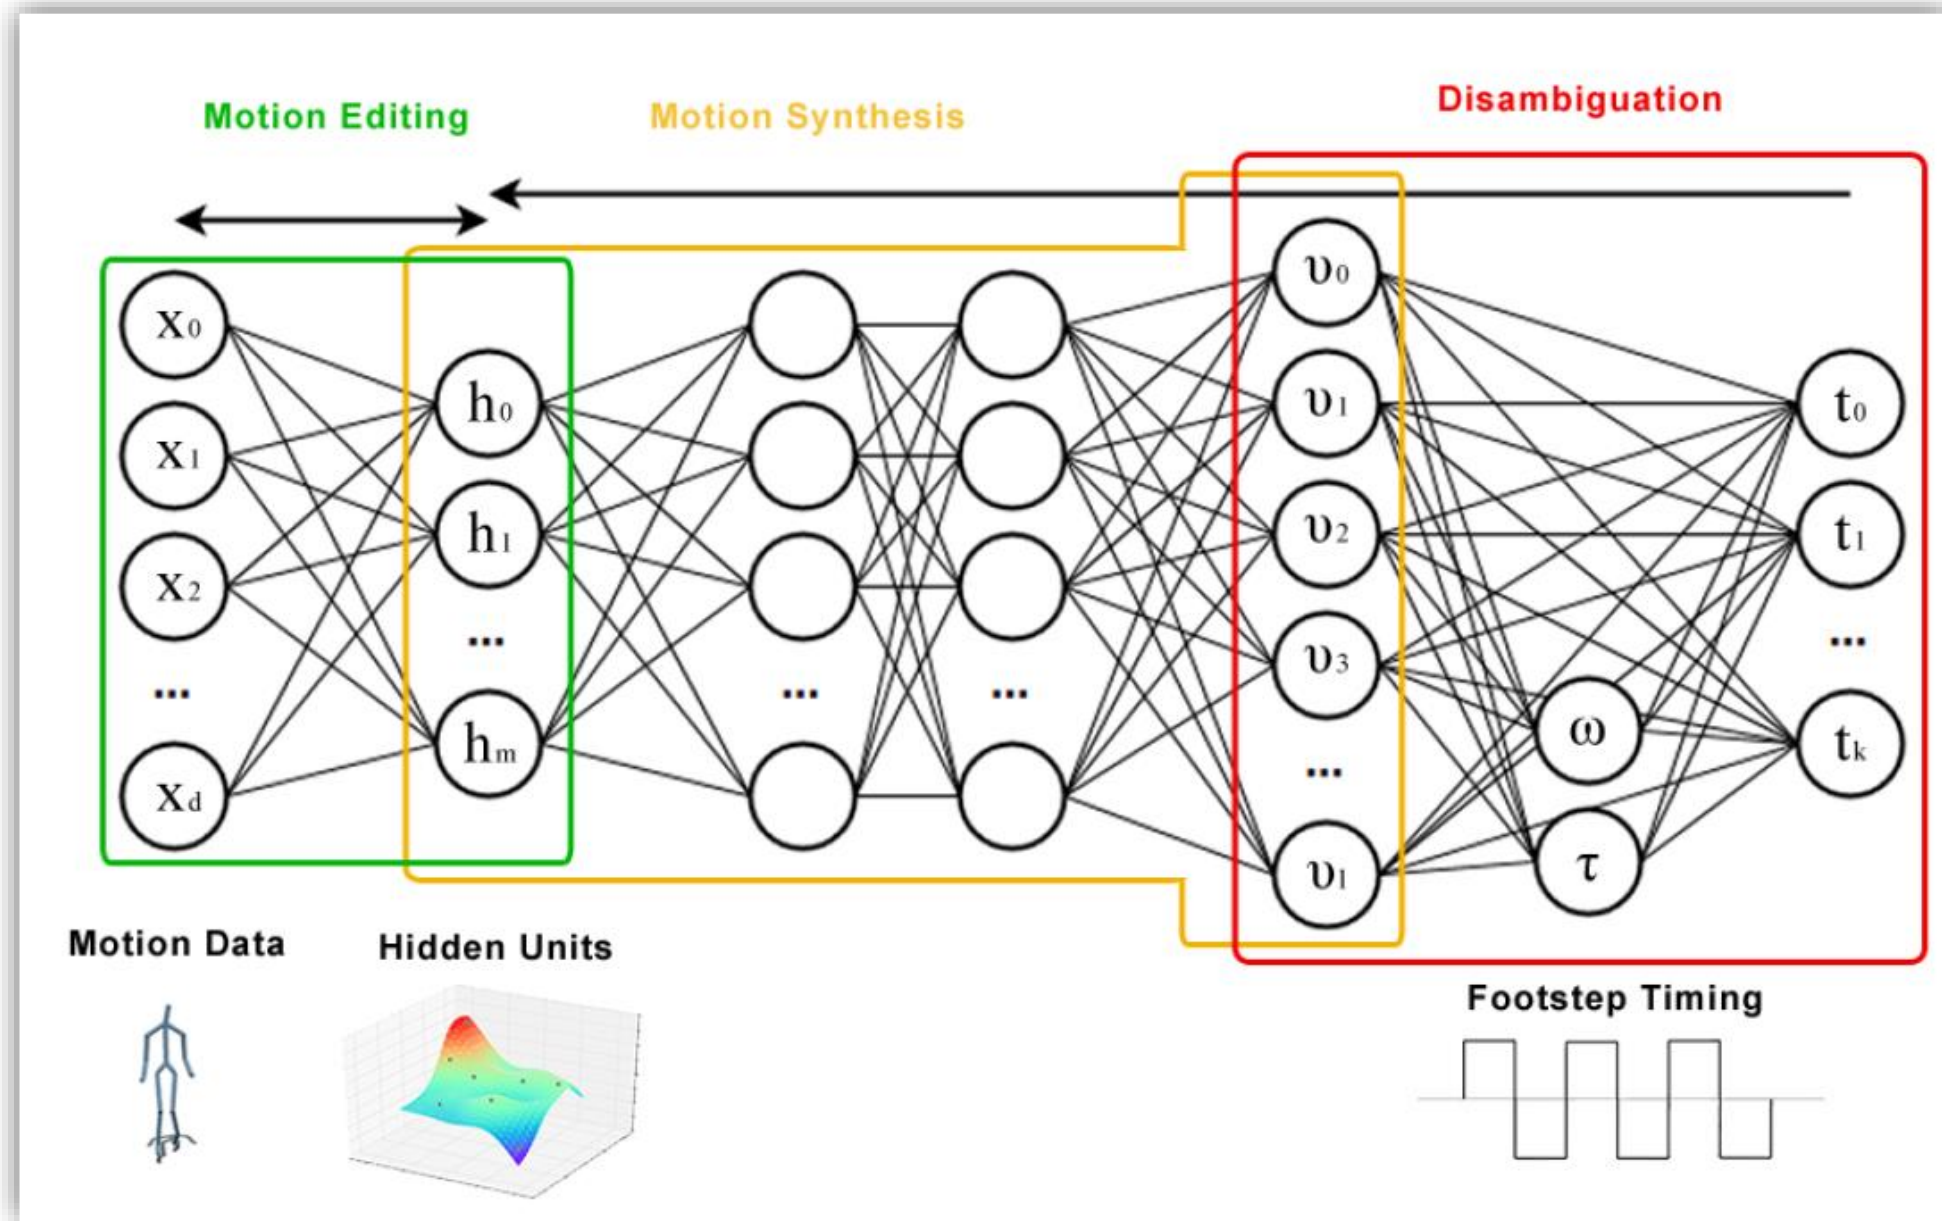 Motion Editing
Motion Synthesis
Disambiguation
x0
x1
x2
...
xd
h0
h1
...
hm
...
...
υ0
υ1
υ2
υ3
...
υl
ω
τ
t0
t1
...
tk
Motion Data
Hidden Units
Footstep Timing